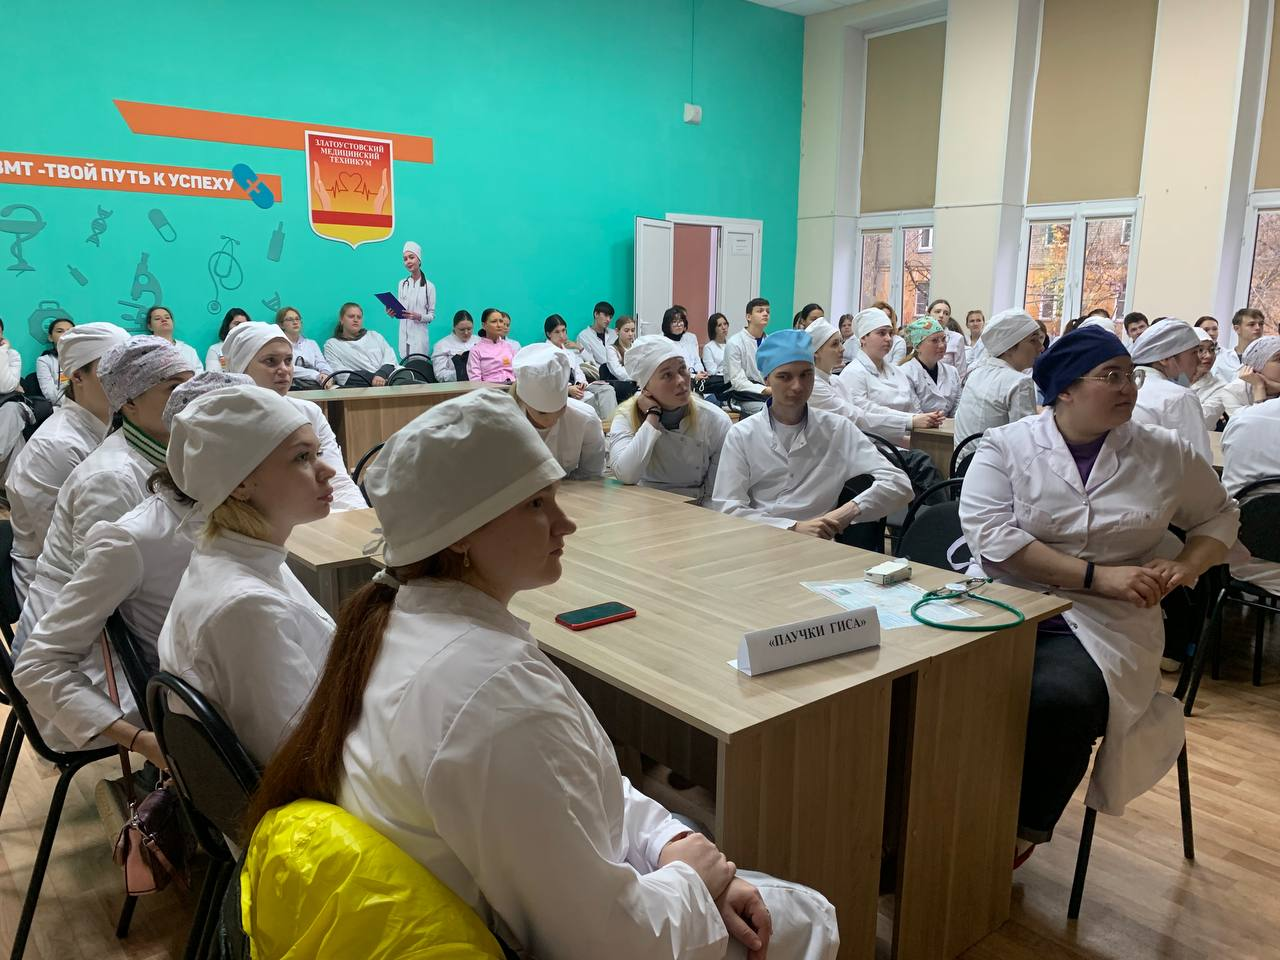 ЗМТ -ТВОЙ ПУТЬ К УСПЕХУ
ЗЛАТОУСТОВСКИЙ
МЕДИЦИНСКИЙ
ТЕХНИКУМ
«ПАУЧКИ ГИСА»